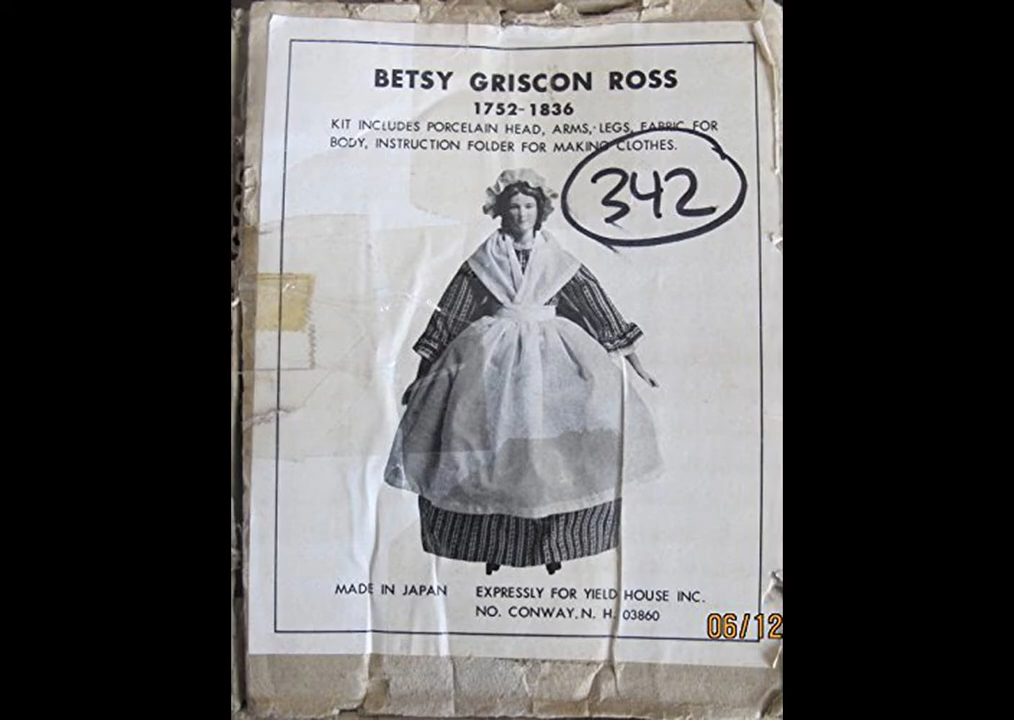 BETSY GRISCON ROSS
1752-1836
KIT INCLUDES PORCELAIN HEAD, ARMS, LEGS, FABRIC FOR
BODY, INSTRUCTION FOLDER FOR MAKING CLOTHES.
342
MADE IN JAPAN
EXPRESSLY FOR YIELD HOUSE INC.
NO. CONWAY, N. H. 03860
06/12